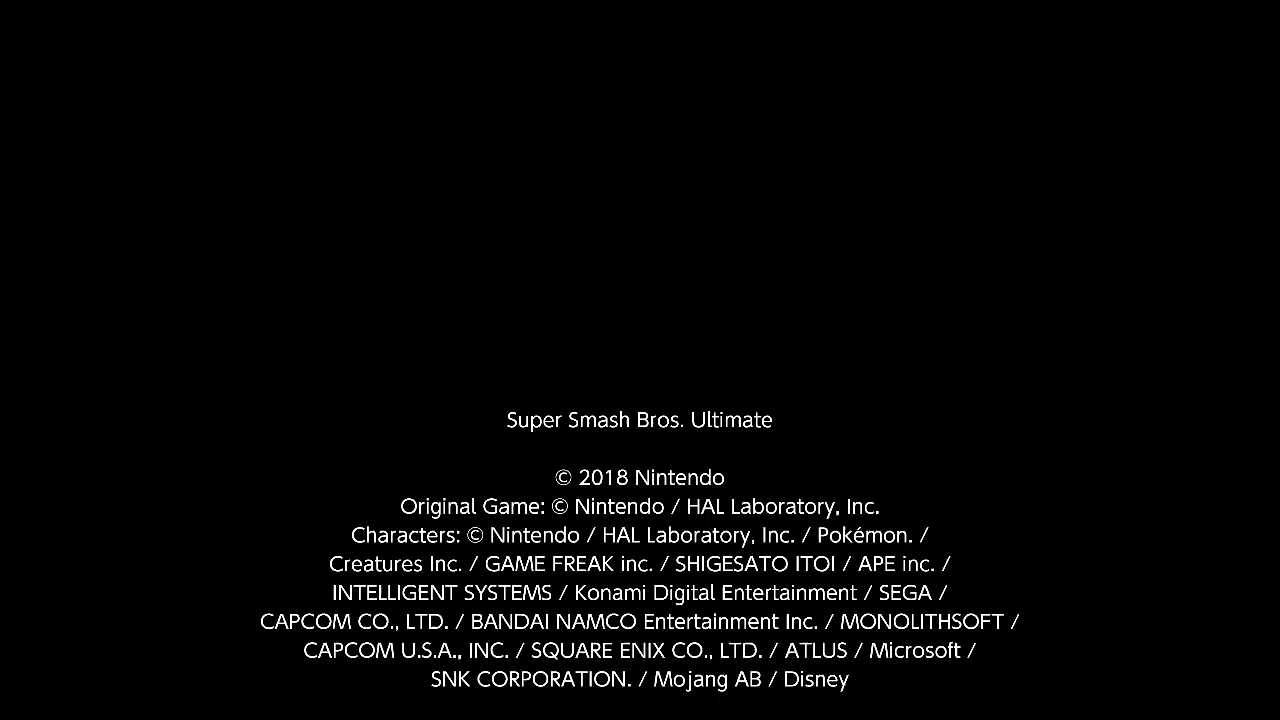 Super Smash Bros. Ultimate
© 2018 Nintendo
Original Game: © Nintendo / HAL Laboratory, Inc.
Characters: © Nintendo / HAL Laboratory, Inc. / Pokémon. /
Creatures Inc. / GAME FREAK inc. / SHIGESATO ITOI / APE inc. /
INTELLIGENT SYSTEMS / Konami Digital Entertainment / SEGA /
CAPCOM CO., LTD. / BANDAI NAMCO Entertainment Inc. / MONOLITHSOFT /
CAPCOM U.S.A., INC. / SQUARE ENIX CO., LTD. / ATLUS / Microsoft /
SNK CORPORATION. / Mojang AB / Disney